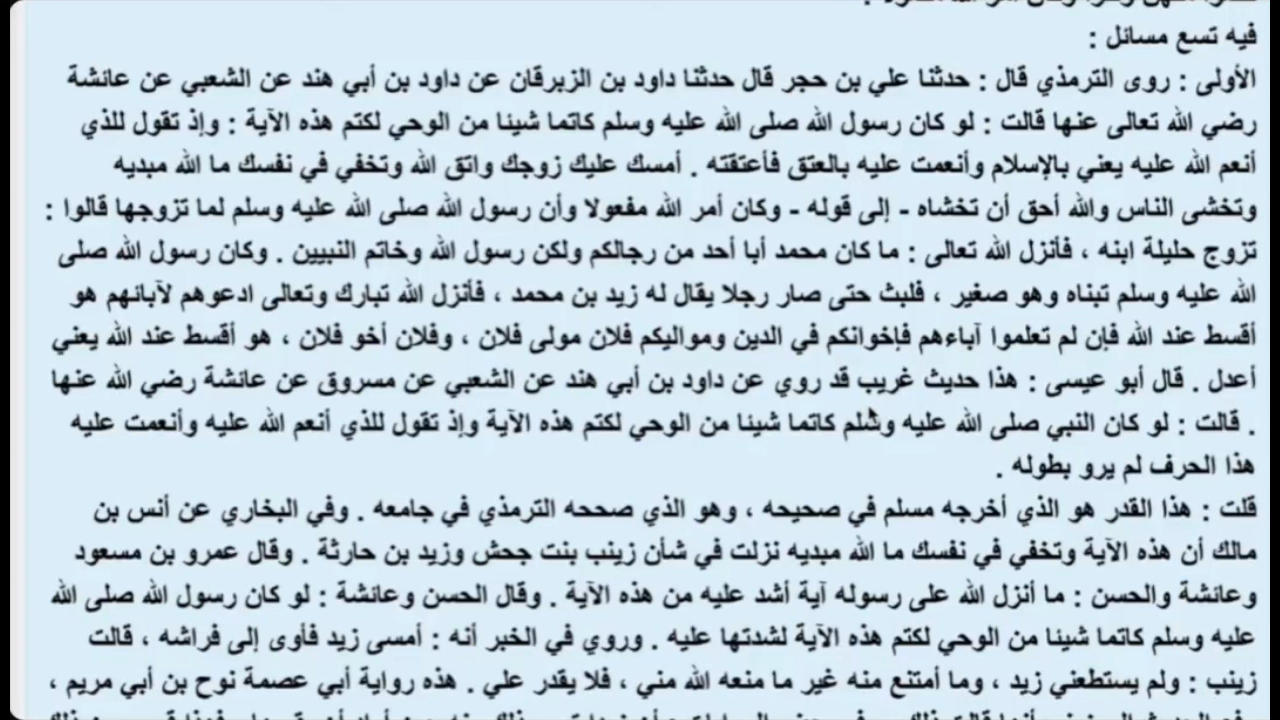 فيه تسع مسائل :
الأولى : روى الترمذي قال : حدثنا علي بن حجر قال حدثنا داود بن الزبرقان عن داود بن أبي هند عن الشعبي عن عائشة
رضي الله تعالى عنها قالت : لو كان رسول الله صلى الله عليه وسلم كاتما شيئا من الوحي لكتم هذه الآية : وإذ تقول للذي
أنعم الله عليه يعني بالإسلام وأنعمت عليه بالعتق فأعتقته . أمسك عليك زوجك واتق الله وتخفي في نفسك ما الله مبديه
وتخشى الناس والله أحق أن تخشاه - إلى قوله - وكان أمر الله مفعولا وأن رسول الله صلى الله عليه وسلم لما تزوجها قالوا :
تزوج حليلة ابنه ، فأنزل الله تعالى : ما كان محمد أبا أحد من رجالكم ولكن رسول الله وخاتم النبيين . وكان رسول الله صلى
الله عليه وسلم تبناه وهو صغير ، فلبث حتى صار رجلا يقال له زيد بن محمد ، فأنزل الله تبارك وتعالى ادعوهم لآبائهم هو
أقسط عند الله فإن لم تعلموا آباءهم فإخوانكم في الدين ومواليكم فلان مولى فلان ، وفلان أخو فلان ، هو أقسط عند الله يعني
أعدل . قال أبو عيسى : هذا حديث غريب قد روي عن داود بن أبي هند عن الشعبي عن مسروق عن عائشة رضي الله عنها
. قالت : لو كان النبي صلى الله عليه وسلم كاتما شيئا من الوحي لكتم هذه الآية وإذ تقول للذي أنعم الله عليه وأنعمت عليه
هذا الحرف لم يرو بطوله .
قلت : هذا القدر هو الذي أخرجه مسلم في صحيحه ، وهو الذي صححه الترمذي في جامعه . وفي البخاري عن أنس بن
مالك أن هذه الآية وتخفي في نفسك ما الله مبديه نزلت في شأن زينب بنت جحش وزيد بن حارثة . وقال عمرو بن مسعود
وعائشة والحسن : ما أنزل الله على رسوله آية أشد عليه من هذه الآية . وقال الحسن وعائشة : لو كان رسول الله صلى الله
عليه وسلم كاتما شيئا من الوحي لكتم هذه الآية لشدتها عليه . وروي في الخبر أنه : أمسى زيد فأوى إلى فراشه ، قالت
زينب : ولم يستطعني زيد ، وما أمتنع منه غير ما منعه الله مني ، فلا يقدر علي . هذه رواية أبي عصمة نوح بن أبي مريم ،